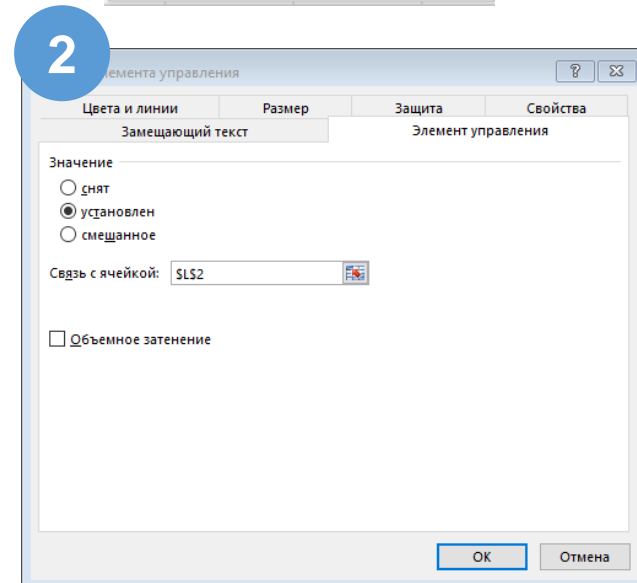 2
элемента управления
Цвета и линии Размер Защита Свойства
Замещающий текст Элемент управления
Значение
снят
установлен
смешанное
Связь с ячейкой: $L$2
Объемное затенение
ОК Отмена